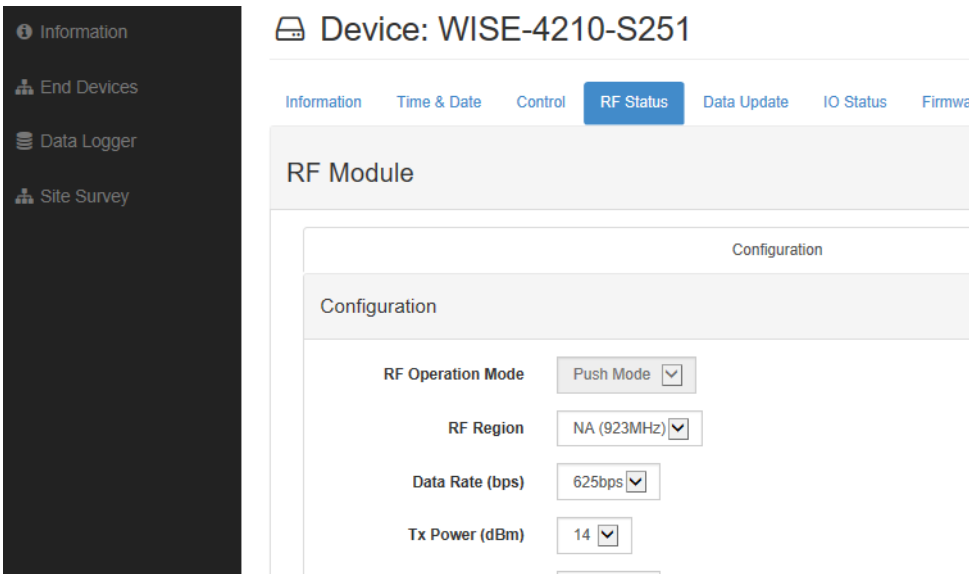 Information
End Devices
Data Logger
Site Survey
Device: WISE-4210-S251
Information Time & Date Control RF Status Data Update IO Status Firmwa
RF Module
Configuration
Configuration
RF Operation Mode Push Mode
RF Region NA (923MHz)
Data Rate (bps) 625bps
Tx Power (dBm) 14